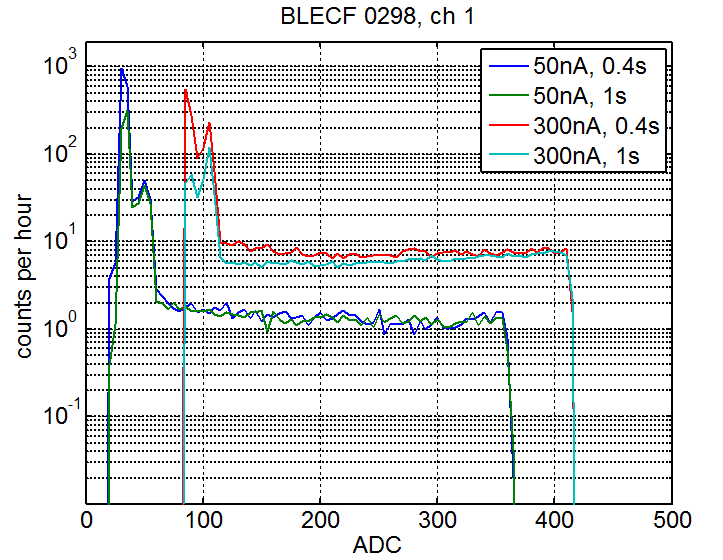 BLECF 0298, ch 1
50nA, 0.4s
50nA, 1s
300nA, 0.4s
300nA, 1s
counts per hour
10^3
10^2
10^1
10^0
10^-1
0 100 200 300 400 500
ADC